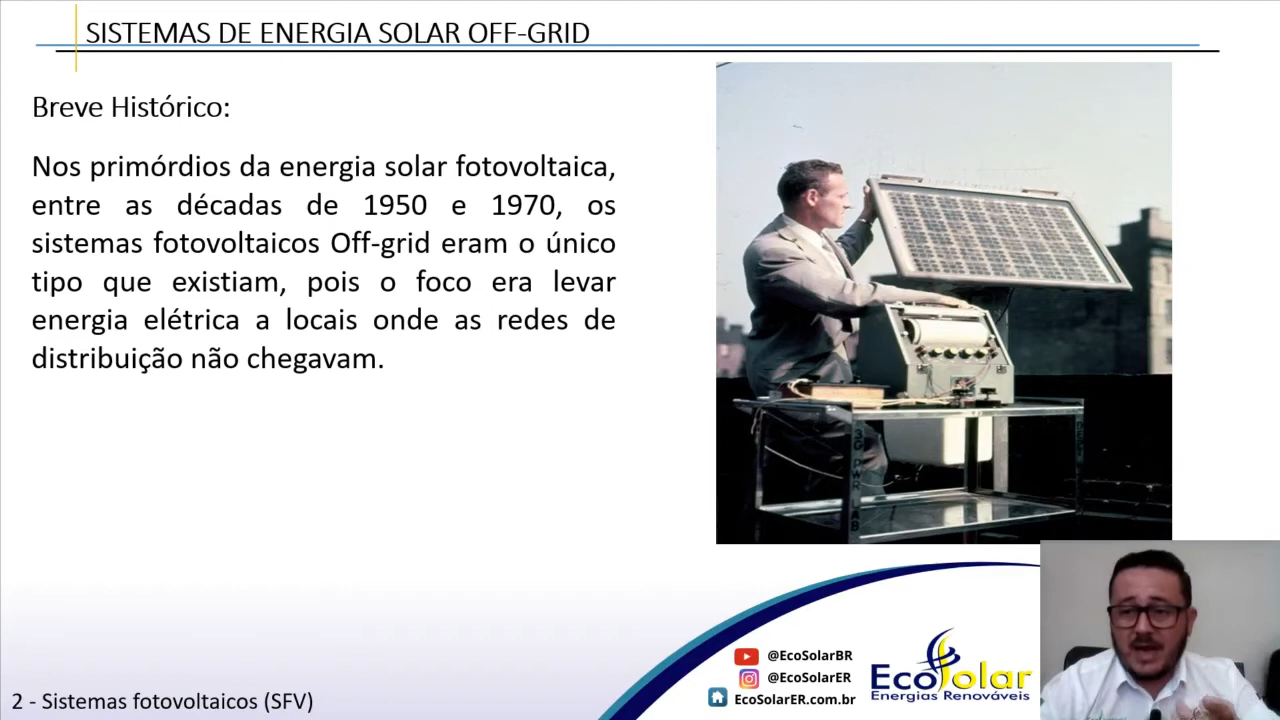 SISTEMAS DE ENERGIA SOLAR OFF-GRID
Breve Histórico:
Nos primórdios da energia solar fotovoltaica,
entre as décadas de 1950 e 1970, os
sistemas fotovoltaicos Off-grid eram o único
tipo que existiam, pois o foco era levar
energia elétrica a locais onde as redes de
distribuição não chegavam.
@EcoSolarBR
@EcoSolarER
EcoSolarER.com.br
EcoSolar
Energias Renováveis
2 - Sistemas fotovoltaicos (SFV)